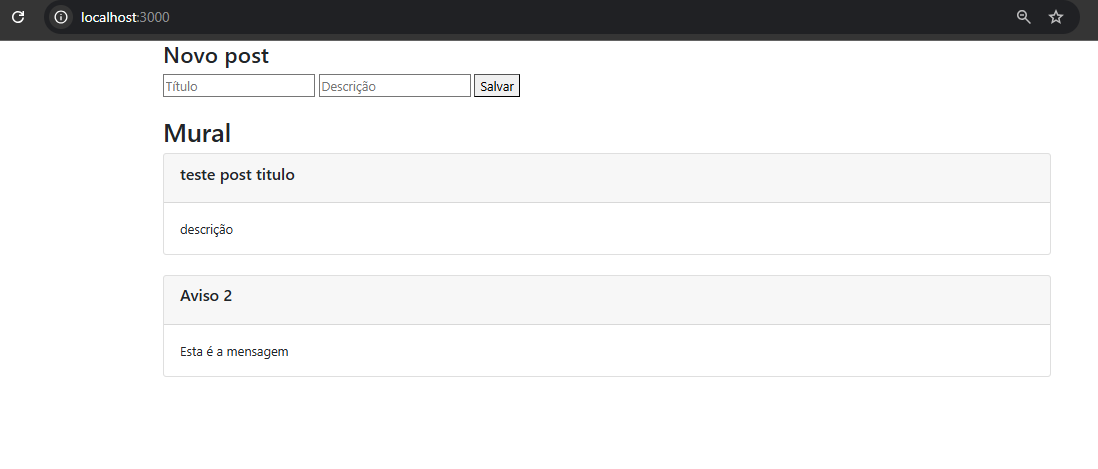 localhost:3000
Novo post
Título Descrição Salvar
Mural
teste post titulo
descrição
Aviso 2
Esta é a mensagem